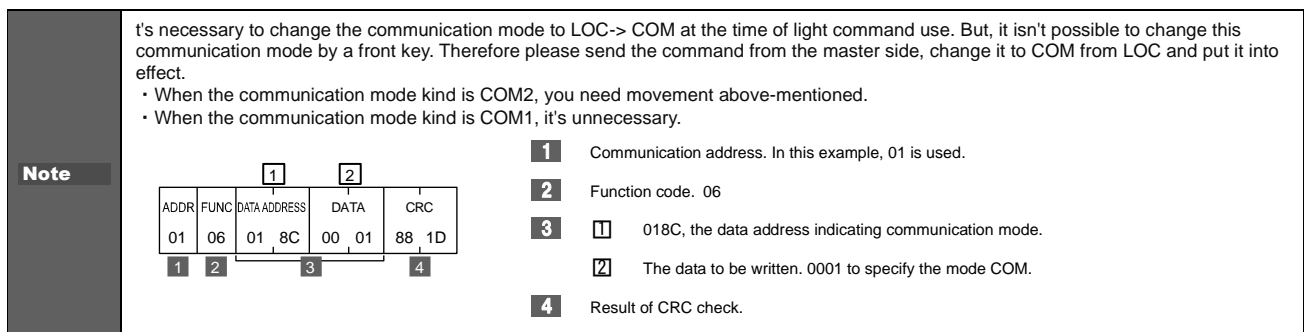 t's necessary to change the communication mode to LOC-> COM at the time of light command use. But, it isn't possible to change this
communication mode by a front key. Therefore please send the command from the master side, change it to COM from LOC and put it into
effect.
・When the communication mode kind is COM2, you need movement above-mentioned.
・When the communication mode kind is COM1, it's unnecessary.
Note
1 2
ADDR FUNC DATA ADDRESS DATA CRC
01 06 01 8C 00 01 88 1D
1 2 3 4
1 Communication address. In this example, 01 is used.
2 Function code. 06
3 1 018C, the data address indicating communication mode.
2 The data to be written. 0001 to specify the mode COM.
4 Result of CRC check.